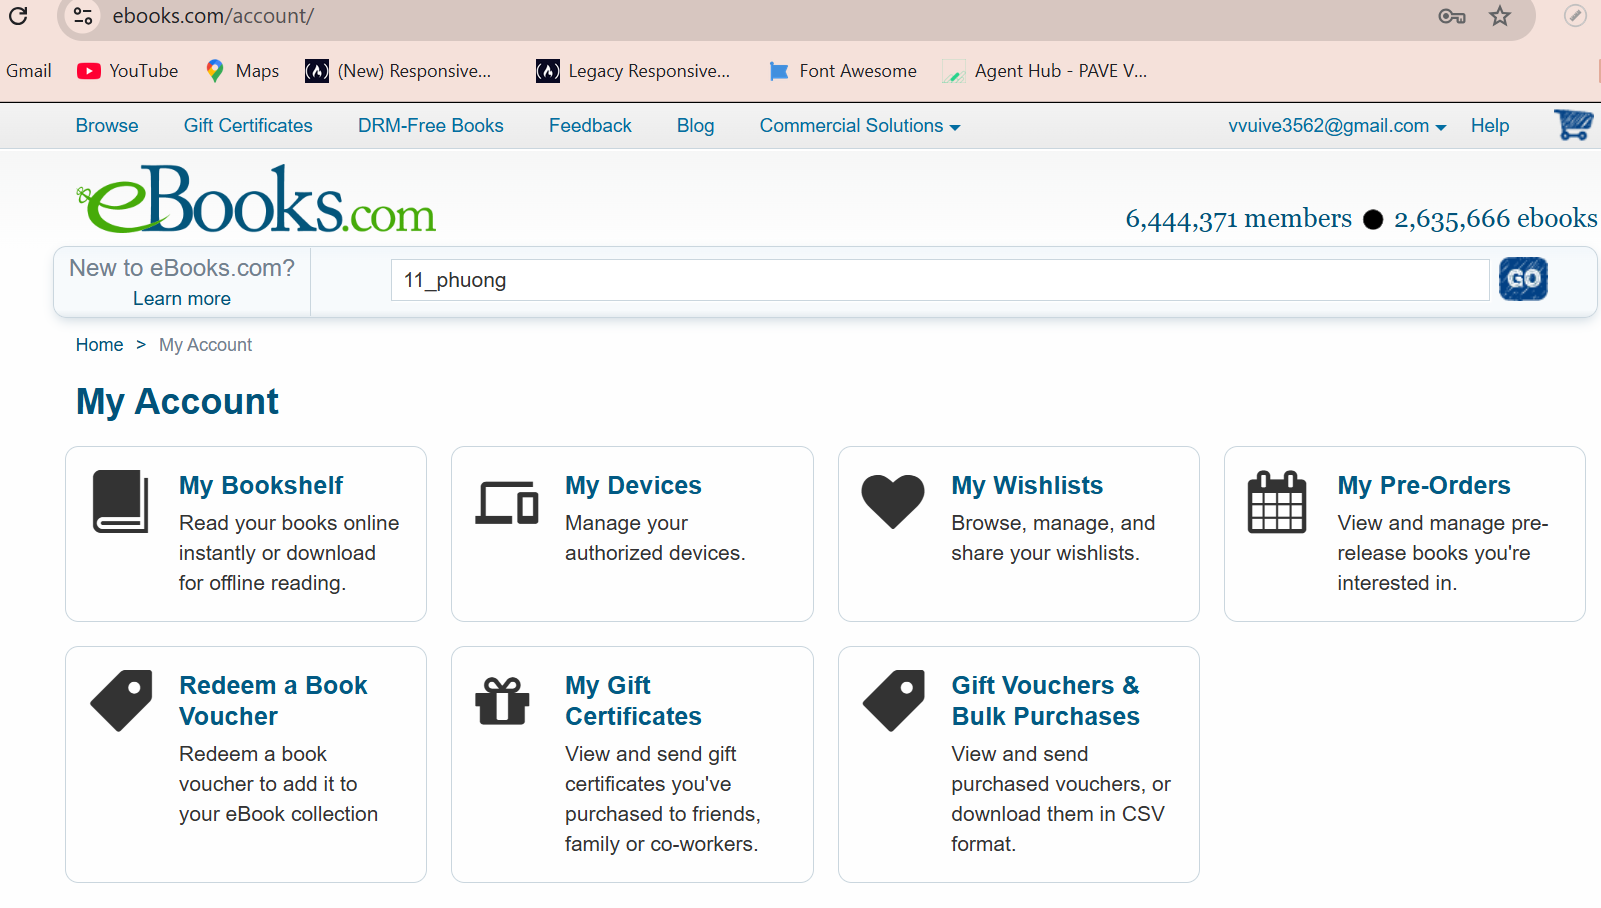 ebooks.com/account/
Gmail YouTube Maps (New) Responsive... Legacy Responsive... Font Awesome Agent Hub - PAVE V...
Browse Gift Certificates DRM-Free Books Feedback Blog Commercial Solutions vvuive3562@gmail.com Help
eBooks.com
6,444,371 members ● 2,635,666 ebooks
New to eBooks.com?
Learn more
11_phuong
GO
Home > My Account
My Account
My Bookshelf
Read your books online
instantly or download
for offline reading.
My Devices
Manage your
authorized devices.
My Wishlists
Browse, manage, and
share your wishlists.
My Pre-Orders
View and manage pre-
release books you're
interested in.
Redeem a Book
Voucher
Redeem a book
voucher to add it to
your eBook collection
My Gift
Certificates
View and send gift
certificates you've
purchased to friends,
family or co-workers.
Gift Vouchers &
Bulk Purchases
View and send
purchased vouchers, or
download them in CSV
format.